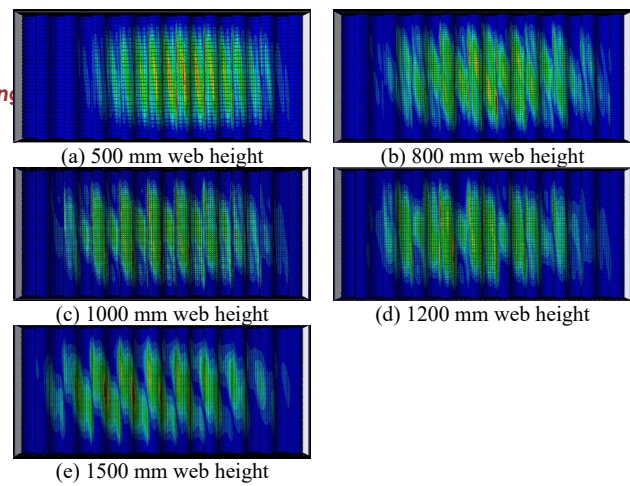 (a) 500 mm web height
(b) 800 mm web height
(c) 1000 mm web height
(d) 1200 mm web height
(e) 1500 mm web height